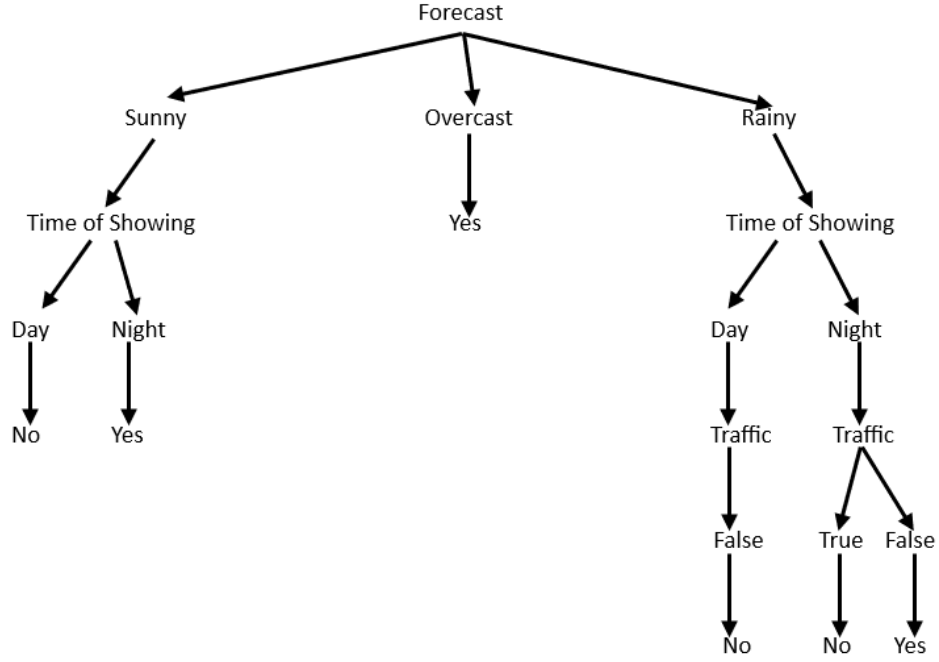 Forecast
Sunny Overcast Rainy
Time of Showing Yes Time of Showing
Day Night Day Night
No Yes Traffic Traffic
False True False
No No Yes